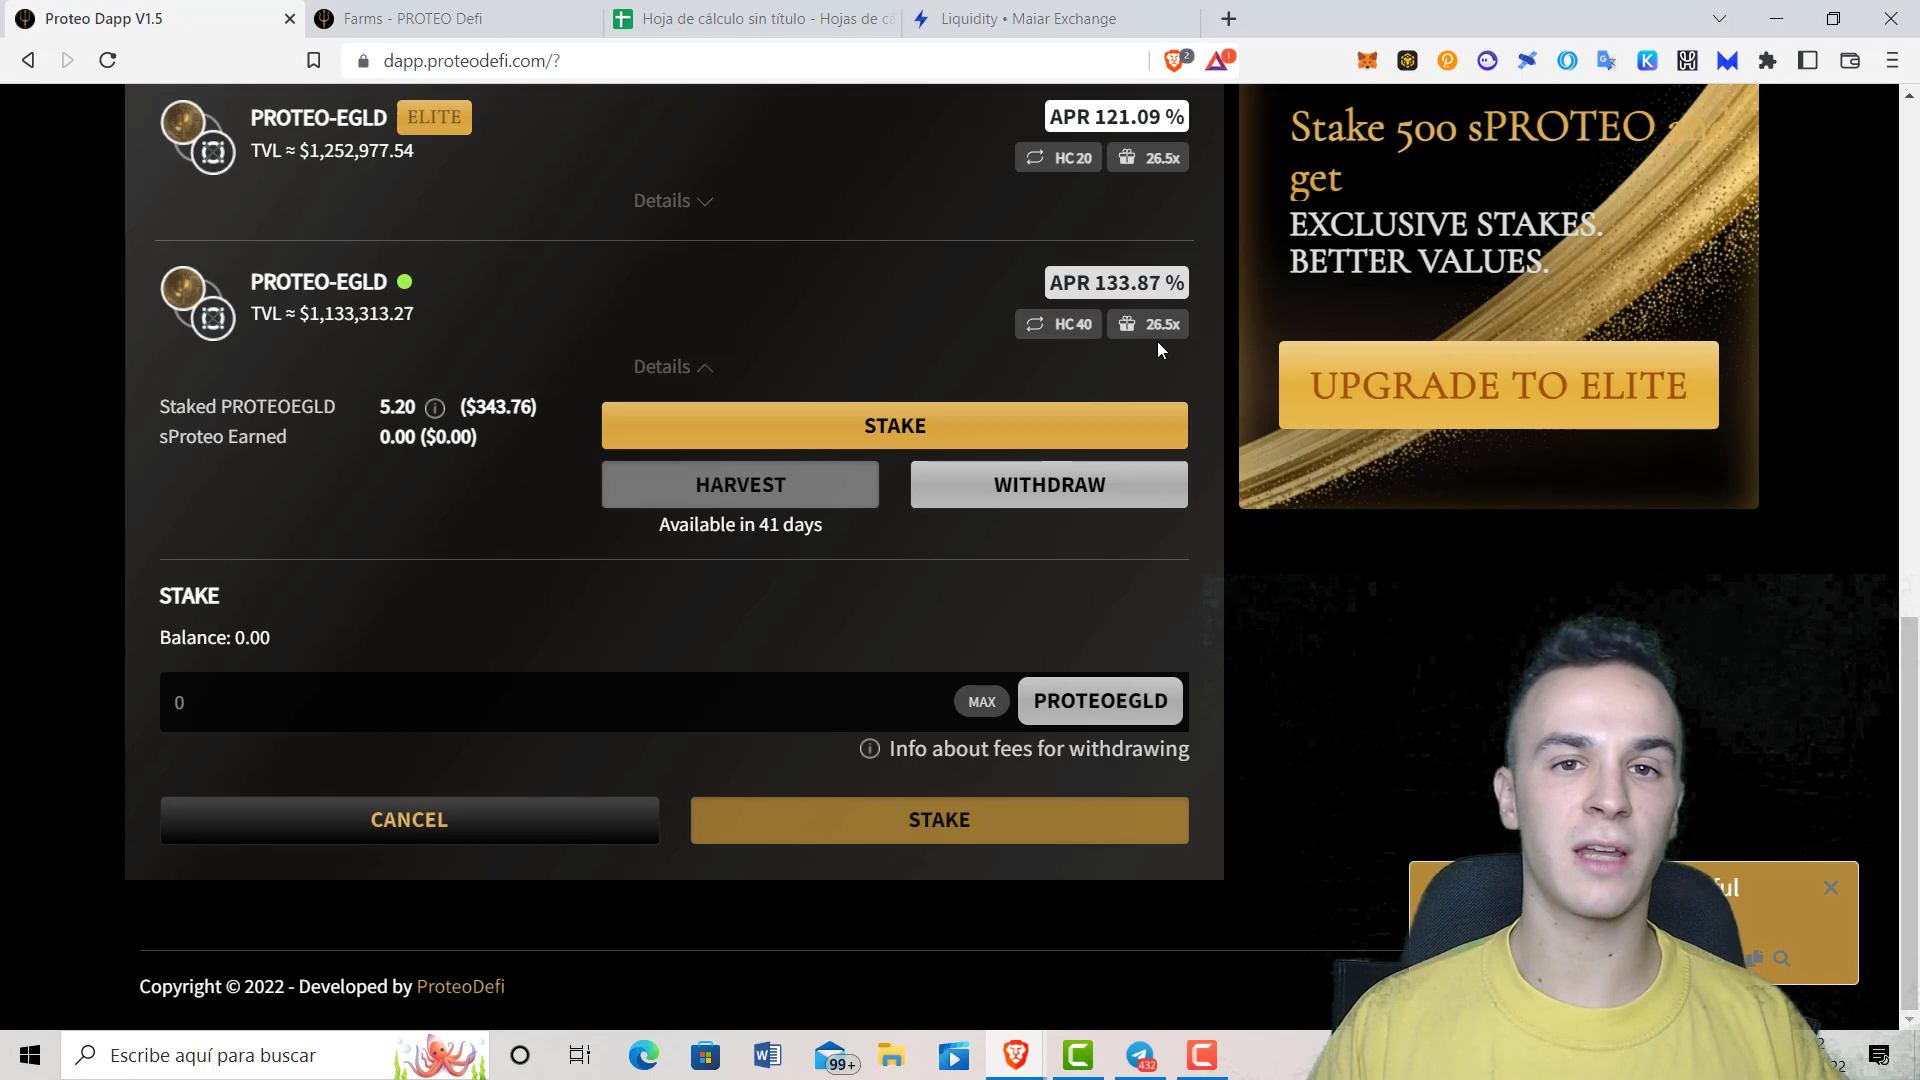 Proteo Dapp V1.5
Farms - PROTEO Defi
Hoja de cálculo sin título - Hojas de cá
Liquidity • Maiar Exchange
dapp.proteodefi.com/?
2
1
PROTEO-EGLD ELITE
TVL ≈ $1,252,977.54
APR 121.09 %
HC 20
26.5x
Details
PROTEO-EGLD
TVL ≈ $1,133,313.27
APR 133.87 %
HC 40
26.5x
Details
Staked PROTEOEGLD 5.20 ($343.76)
sProteo Earned 0.00 ($0.00)
STAKE
HARVEST
WITHDRAW
Available in 41 days
STAKE
Balance: 0.00
0
MAX
PROTEOEGLD
Info about fees for withdrawing
CANCEL
STAKE
Stake 500 sPROTEO and
get
EXCLUSIVE STAKES.
BETTER VALUES.
UPGRADE TO ELITE
Copyright © 2022 - Developed by ProteoDefi
Escribe aquí para buscar
99+
432